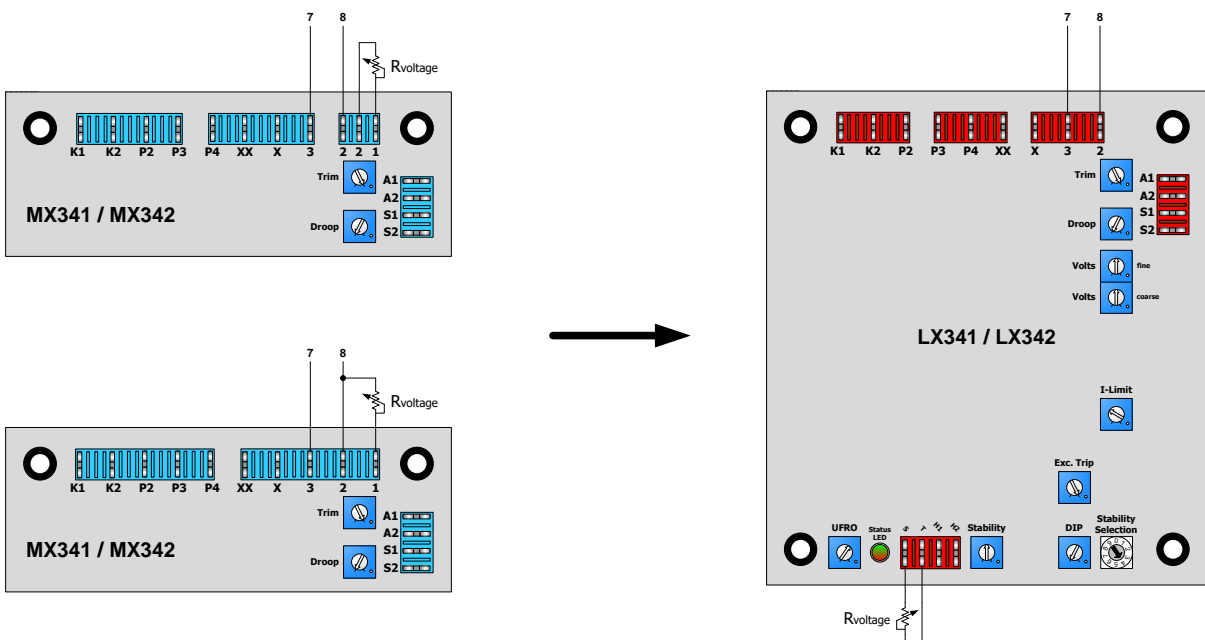 7 8
Rvoltage
K1 K2 P2 P3 P4 XX X 3 2 2 1
Trim
A1
A2
MX341 / MX342
S1
Droop
S2
7 8
Rvoltage
K1 K2 P2 P3 P4 XX X 3 2 1
Trim
A1
A2
MX341 / MX342
S1
Droop
S2
7 8
K1 K2 P2 P3 P4 XX X 3 2
Trim
A1
A2
S1
Droop
S2
Volts fine
Volts coarse
LX341 / LX342
I-Limit
Exc. Trip
UFRO
Status
LED
S T H1 H2
Stability
DIP
Stability
Selection
Rvoltage